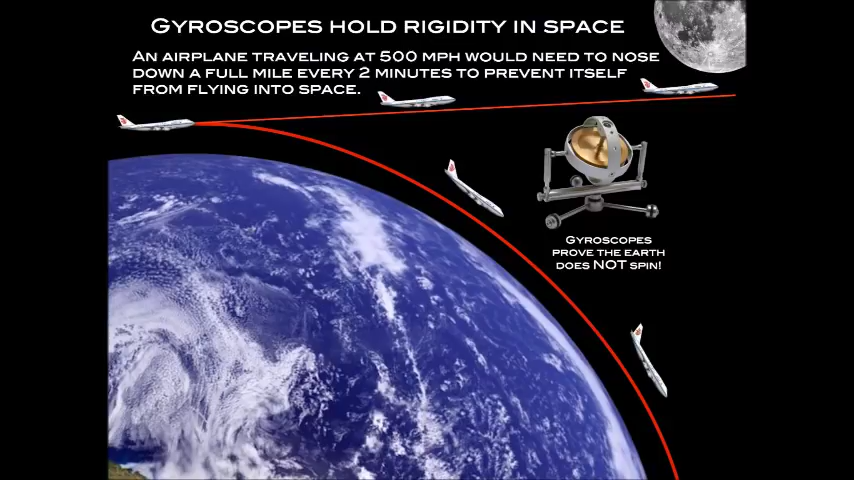 Gyroscopes hold rigidity in space
An airplane traveling at 500 mph would need to nose
down a full mile every 2 minutes to prevent itself
from flying into space.
Gyroscopes
prove the earth
does NOT spin!